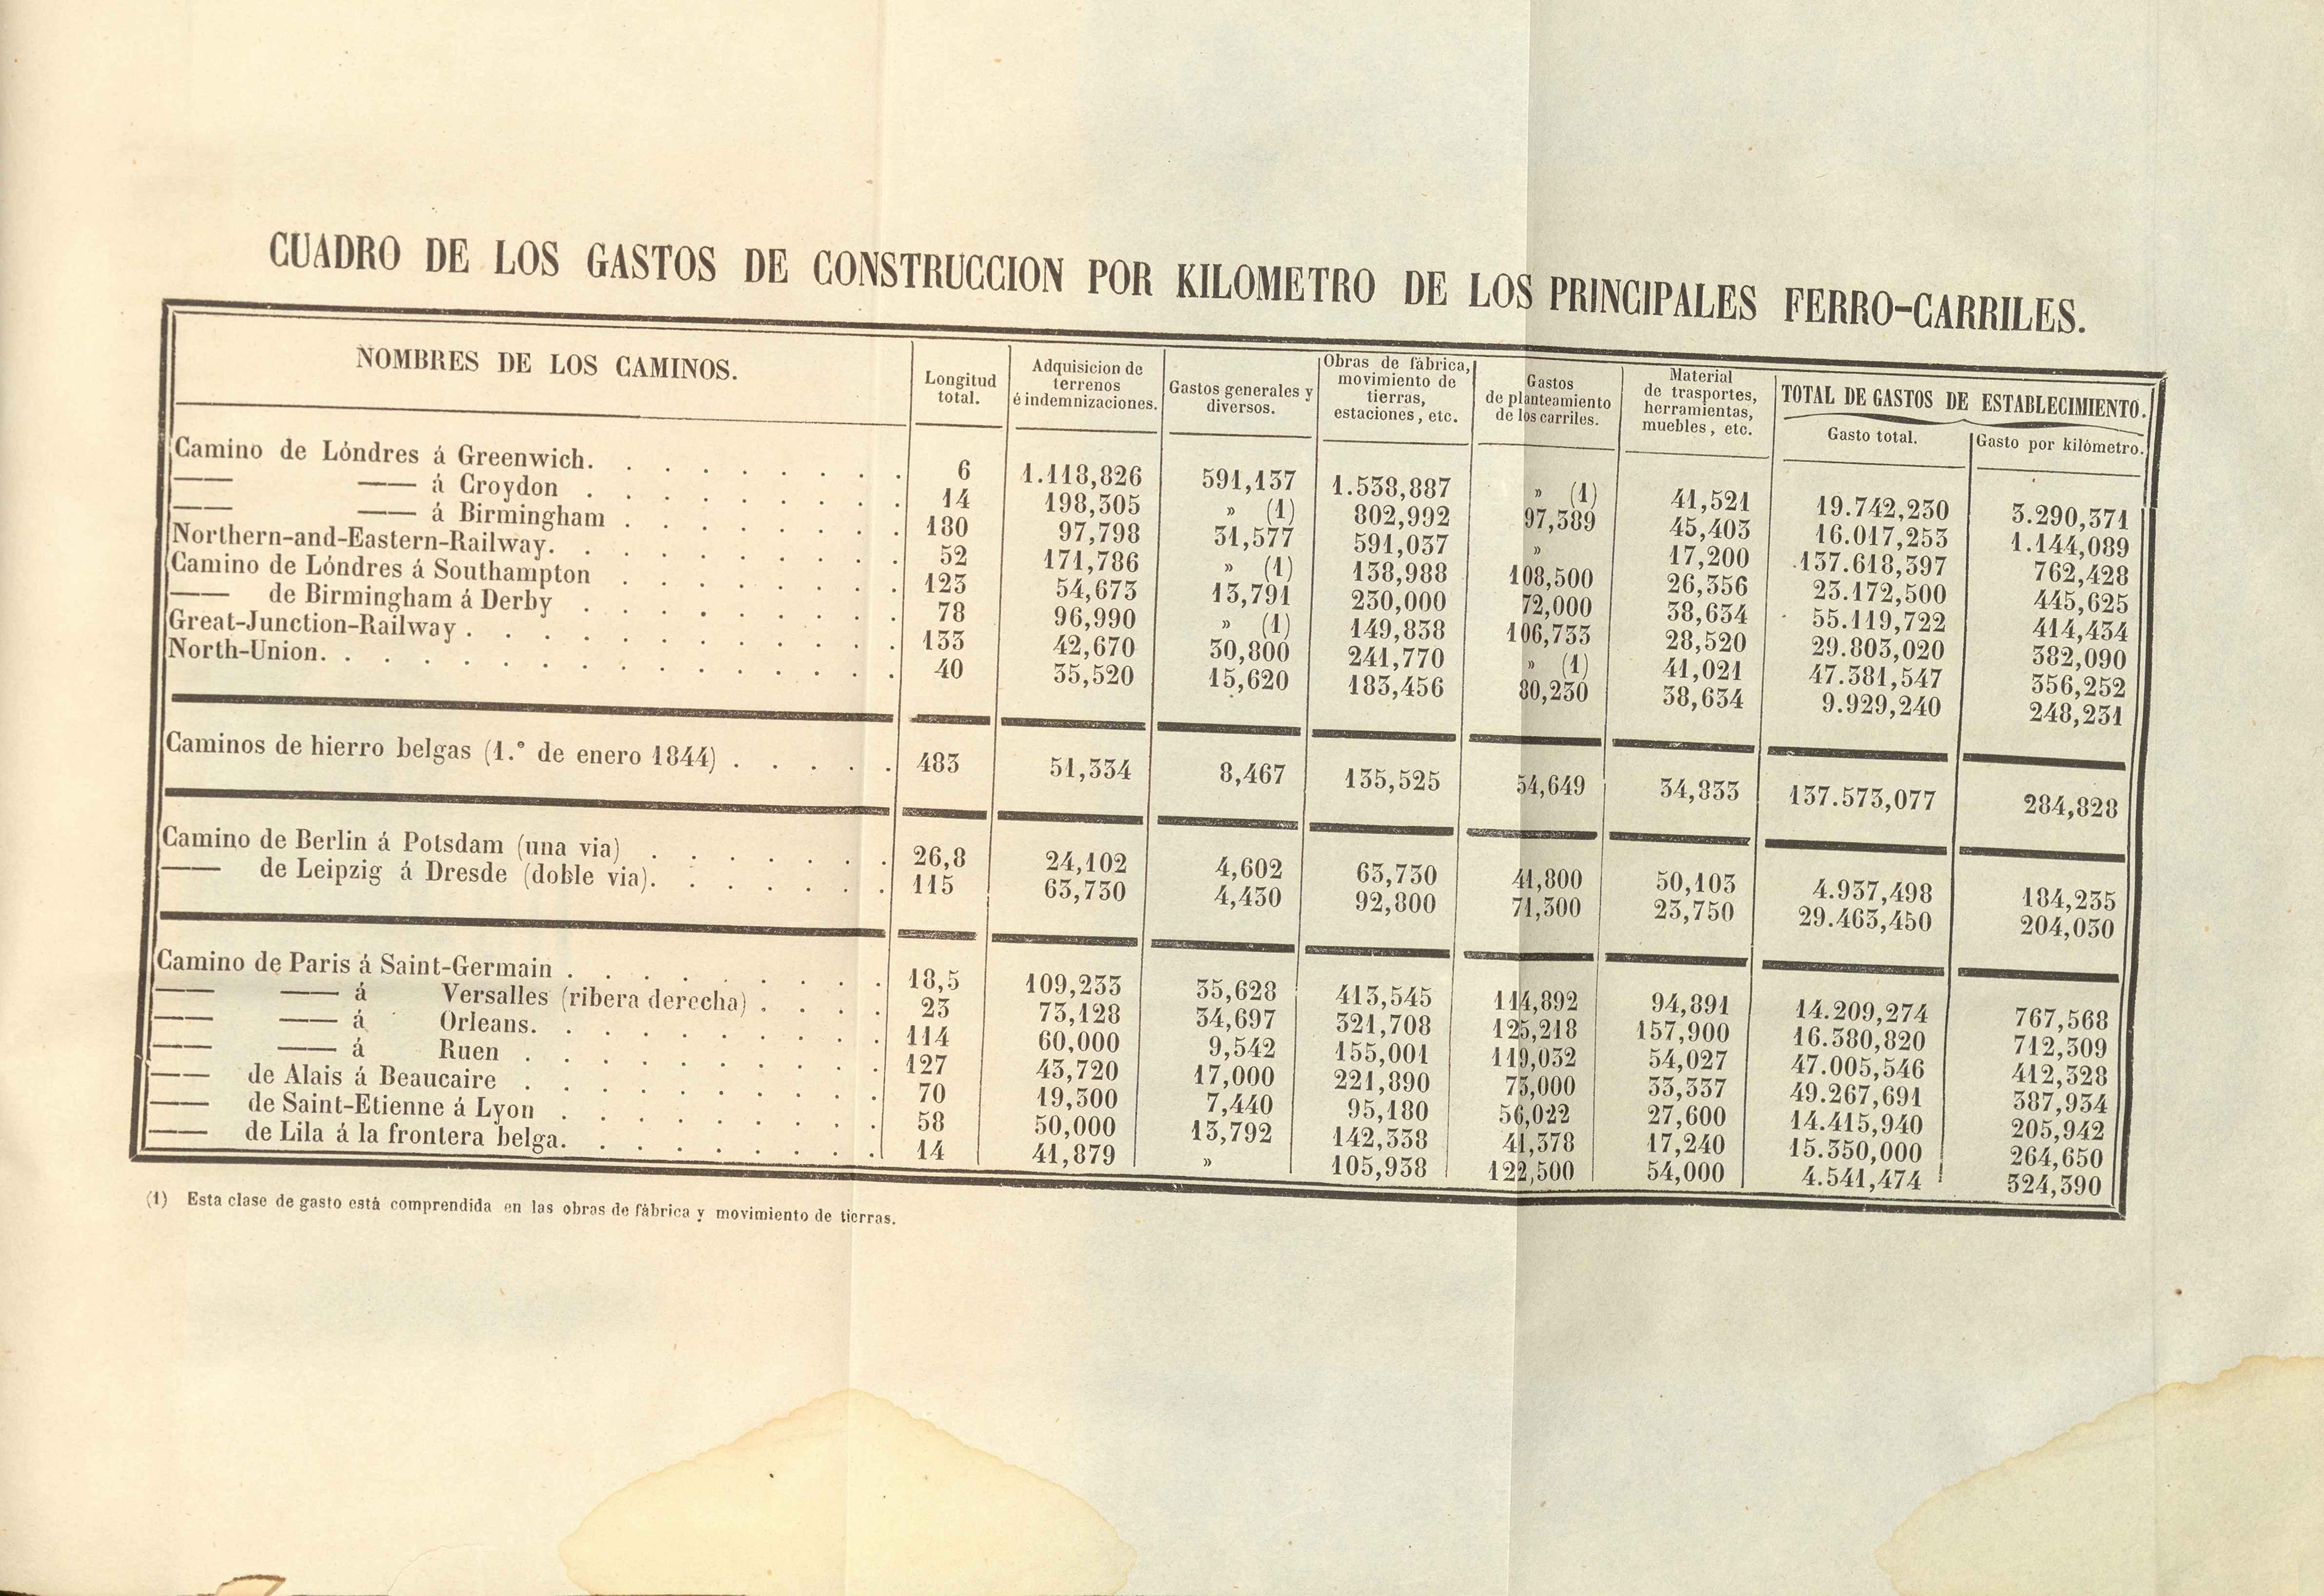 CUADRO DE LOS GASTOS DE CONSTRUCCION POR KILOMETRO DE LOS PRINCIPALES FERRO-CARRILES.
NOMBRES DE LOS CAMINOS.
Longitud
total.
Adquisicion de
terrenos
é indemnizaciones.
Gastos generales y
diversos.
Obras de fábrica,
movimiento de
tierras,
estaciones, etc.
Gastos
de planteamiento
de los carriles.
Material
de trasportes,
herramientas,
muebles, etc.
TOTAL DE GASTOS DE ESTABLECIMIENTO.
Gasto total. Gasto por kilómetro.
Camino de Lóndres á Greenwich. . . . . . . . . 6 1.118,826 591,137 1.538,887 » (1) 41,521 19.742,230 3.290,371
—— —— á Croydon . . . . . . . . . 14 198,305 » (1) 802,992 97,389 45,403 16.017,253 1.144,089
—— —— á Birmingham . . . . . . . . 180 97,798 31,577 591,037 » 17,200 137.618,397 762,428
Northern-and-Eastern-Railway. . . . . . . . . . 52 171,786 » (1) 138,988 108,500 26,356 23.172,500 445,625
Camino de Lóndres á Southampton . . . . . . . . 123 54,673 13,791 230,000 72,000 38,634 55.119,722 414,434
—— de Birmingham á Derby . . . . . . . . . 78 96,990 » (1) 149,838 106,733 28,520 29.803,020 382,090
Great-Junction-Railway . . . . . . . . . . . . 133 42,670 30,800 241,770 » (1) 41,021 47.381,547 356,252
North-Union. . . . . . . . . . . . . . . . 40 35,520 15,620 183,456 80,230 38,634 9.929,240 248,231
Caminos de hierro belgas (1.º de enero 1844) . . . . . 483 51,334 8,467 135,525 54,649 34,833 137.573,077 284,828
Camino de Berlin á Potsdam (una via) . . . . . . . 26,8 24,102 4,602 63,730 41,800 50,103 4.937,498 184,235
—— de Leipzig á Dresde (doble via). . . . . . . 115 63,730 4,430 92,800 71,300 23,750 29.463,450 204,030
Camino de Paris á Saint-Germain . . . . . . . . . 18,5 109,233 35,628 413,545 114,892 94,891 14.209,274 767,568
—— —— á Versalles (ribera derecha) . . . . 23 73,128 34,697 321,708 125,218 157,900 16.380,820 712,309
—— —— á Orleans. . . . . . . . . . 114 60,000 9,542 155,001 119,032 54,027 47.005,546 412,328
—— —— á Ruen . . . . . . . . . . 127 43,720 17,000 221,890 73,000 33,337 49.267,691 387,934
—— de Alais á Beaucaire . . . . . . . . . . 70 19,300 7,440 95,180 56,022 27,600 14.415,940 205,942
—— de Saint-Etienne á Lyon . . . . . . . . . 58 50,000 13,792 142,338 41,378 17,240 15.350,000 264,650
—— de Lila á la frontera belga. . . . . . . . . 14 41,879 » 105,938 122,500 54,000 4.541,474 324,390
(1) Esta clase de gasto está comprendida en las obras de fábrica y movimiento de tierras.